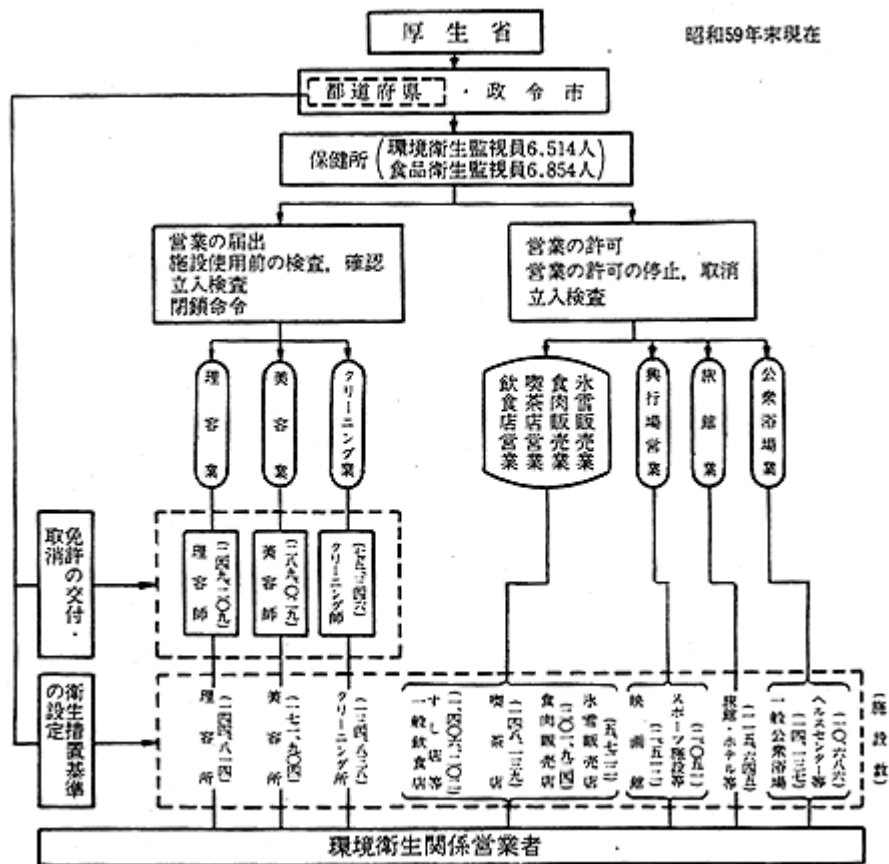 厚生省
昭和59年末現在
都道府県・政令市
保健所(環境衛生監視員6,514人
食品衛生監視員6,854人)
営業の届出
施設使用前の検査，確認
立入検査
閉鎖命令
営業の許可
営業の許可の停止，取消
立入検査
理容業
美容業
クリーニング業
氷雪販売業
食肉販売業
喫茶店営業
飲食店営業
興行場営業
旅館業
公衆浴場業
免許の交付・
取消
理容師
美容師
クリーニング師
衛生措置基準
の設定
理容所
(一四四,八一四)
美容所
クリーニング所
氷雪販売店
食肉販売店
喫茶店
すし店等
一般飲食店
スポーツ施設等
映画館
旅館・ホテル等
ヘルスセンター等
一般公衆浴場
(施設数)
環境衛生関係営業者